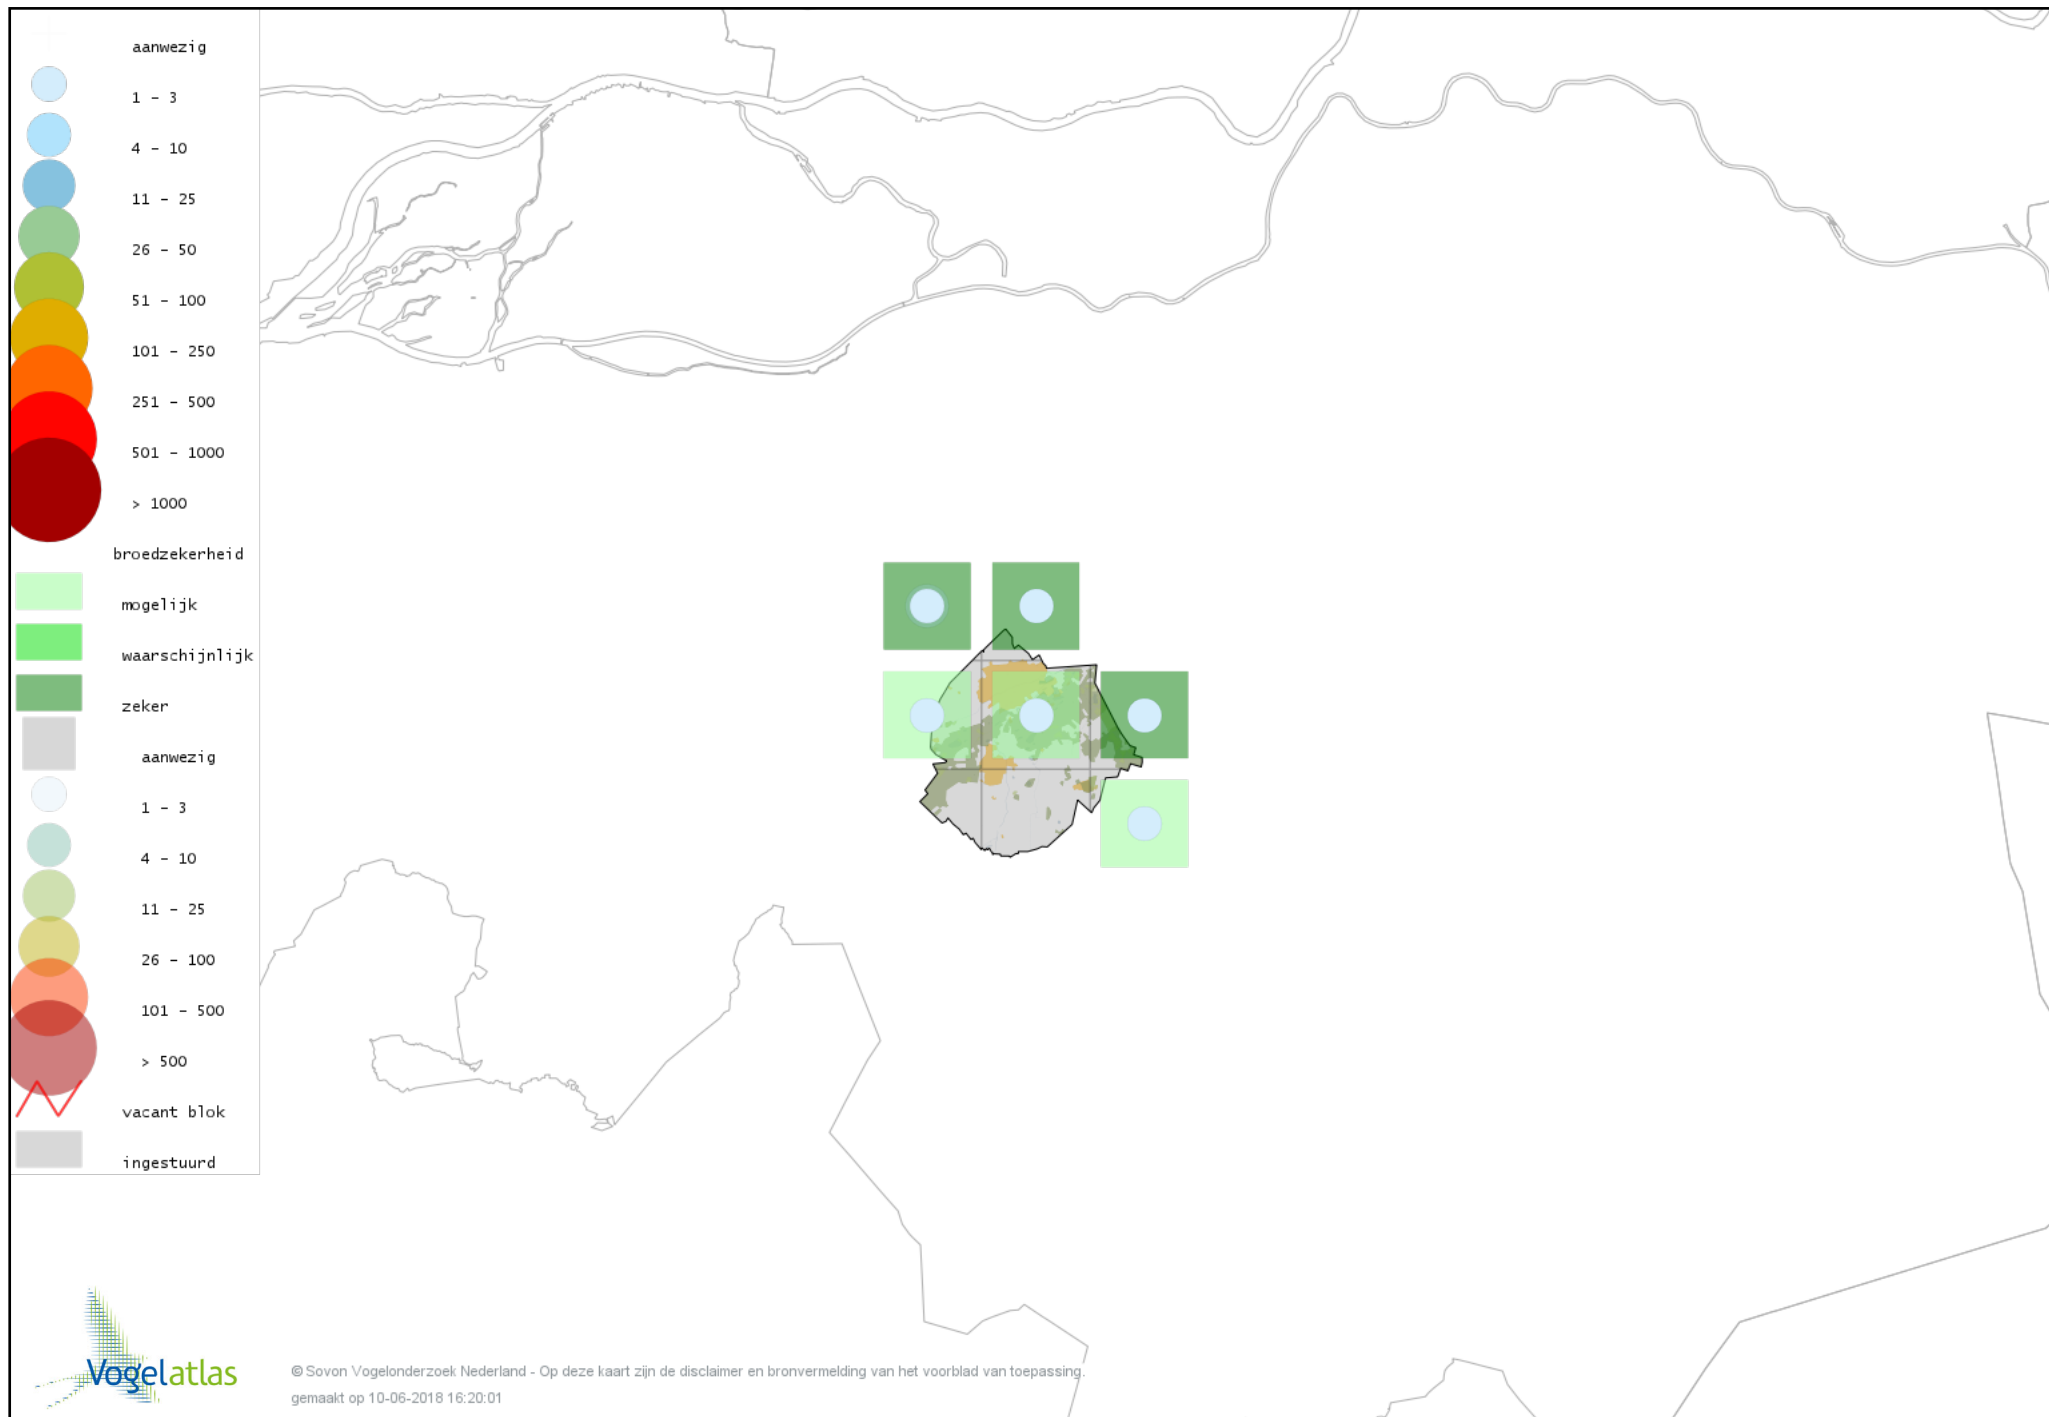 aanwezig
1 - 3
4 - 10
11 - 25
26 - 50
51 - 100
101 - 250
251 - 500
501 - 1000
> 1000
broedzekerheid
mogelijk
waarschijnlijk
zeker
aanwezig
1 - 3
4 - 10
11 - 25
26 - 100
101 - 500
> 500
vacant blok
ingestuurd
Vogelatlas
© Sovon Vogelonderzoek Nederland - Op deze kaart zijn de disclaimer en bronvermelding van het voorblad van toepassing.
gemaakt op 10-06-2018 16:20:01